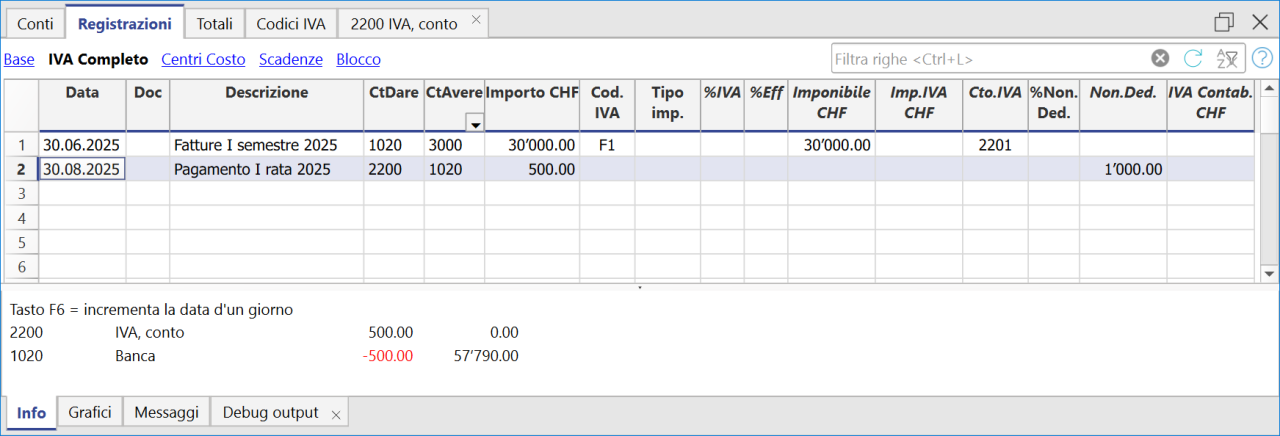 Conti Registrazioni Totali Codici IVA 2200 IVA, conto
Base IVA Completo Centri Costo Scadenze Blocco Filtra righe <Ctrl+L>
Data Doc Descrizione CtDare CtAvere Importo CHF Cod. IVA Tipo imp. %IVA %Eff Imponibile CHF Imp.IVA CHF Cto.IVA %Non. Ded. Non.Ded. IVA Contab. CHF
1 30.06.2025 Fatture I semestre 2025 1020 3000 30’000.00 F1 30’000.00 2201
2 30.08.2025 Pagamento I rata 2025 2200 1020 500.00 1’000.00
3
4
5
6
Tasto F6 = incrementa la data d'un giorno
2200 IVA, conto 500.00 0.00
1020 Banca -500.00 57’790.00
Info Grafici Messaggi Debug output